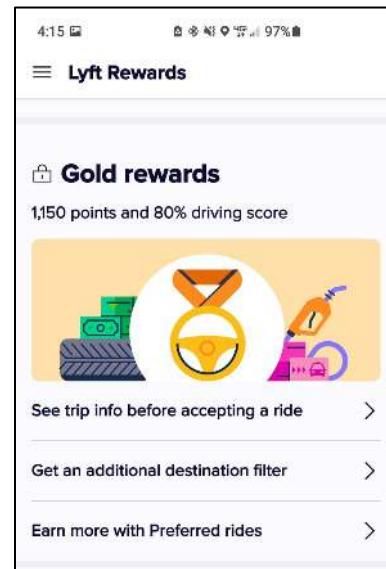 4:15 97%
Lyft Rewards
Gold rewards
1,150 points and 80% driving score
See trip info before accepting a ride
Get an additional destination filter
Earn more with Preferred rides